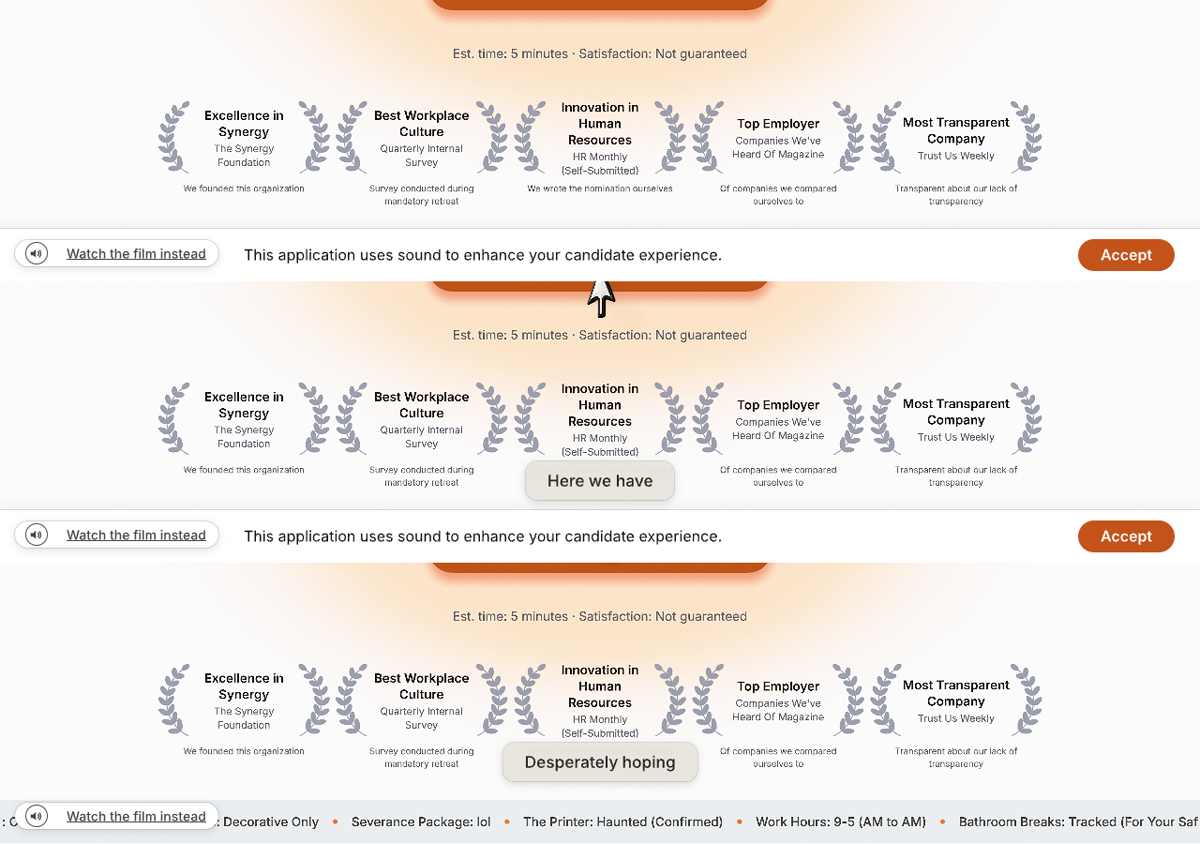 Est. time: 5 minutes · Satisfaction: Not guaranteed
Excellence in
Synergy
The Synergy
Foundation
We founded this organization
Best Workplace
Culture
Quarterly Internal
Survey
Survey conducted during
mandatory retreat
Innovation in
Human
Resources
HR Monthly
(Self-Submitted)
We wrote the nomination ourselves
Top Employer
Companies We've
Heard Of Magazine
Of companies we compared
ourselves to
Most Transparent
Company
Trust Us Weekly
Transparent about our lack of
transparency
Watch the film instead
This application uses sound to enhance your candidate experience.
Accept
Est. time: 5 minutes · Satisfaction: Not guaranteed
Excellence in
Synergy
The Synergy
Foundation
We founded this organization
Best Workplace
Culture
Quarterly Internal
Survey
Survey conducted during
mandatory retreat
Innovation in
Human
Resources
HR Monthly
(Self-Submitted)
Here we have
Top Employer
Companies We've
Heard Of Magazine
Of companies we compared
ourselves to
Most Transparent
Company
Trust Us Weekly
Transparent about our lack of
transparency
Watch the film instead
This application uses sound to enhance your candidate experience.
Accept
Est. time: 5 minutes · Satisfaction: Not guaranteed
Excellence in
Synergy
The Synergy
Foundation
We founded this organization
Best Workplace
Culture
Quarterly Internal
Survey
Survey conducted during
mandatory retreat
Innovation in
Human
Resources
HR Monthly
(Self-Submitted)
Desperately hoping
Top Employer
Companies We've
Heard Of Magazine
Of companies we compared
ourselves to
Most Transparent
Company
Trust Us Weekly
Transparent about our lack of
transparency
Watch the film instead
: Decorative Only • Severance Package: lol • The Printer: Haunted (Confirmed) • Work Hours: 9-5 (AM to AM) • Bathroom Breaks: Tracked (For Your